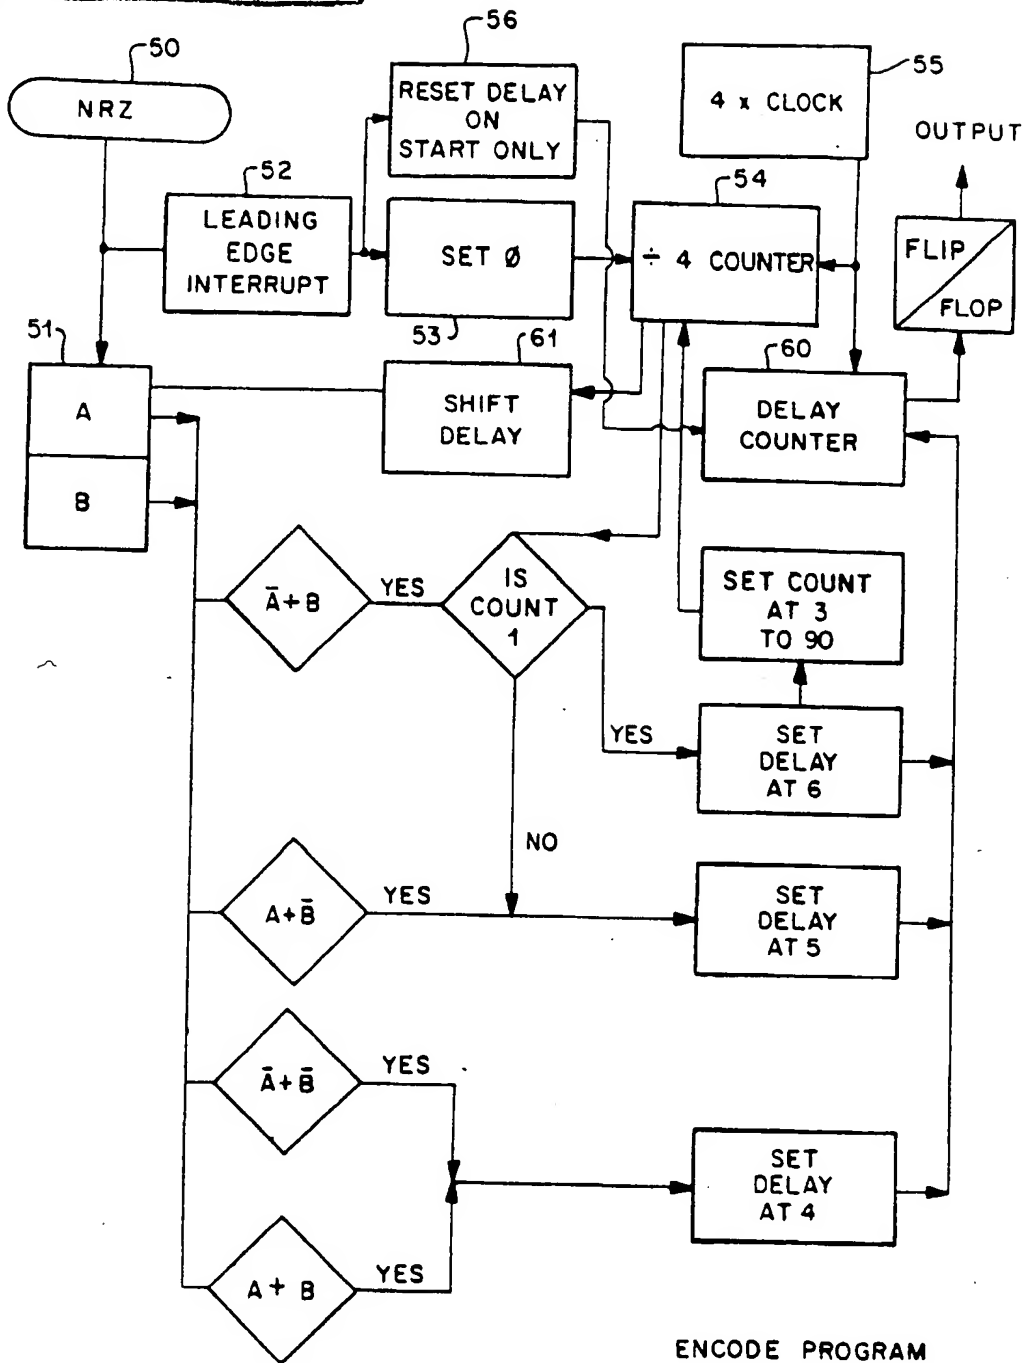 56
50
NRZ
RESET DELAY
ON
START ONLY
4 x CLOCK
55
OUTPUT
52
LEADING
EDGE
INTERRUPT
SET Ø
53
54
÷ 4 COUNTER
FLIP
FLOP
51
A
B
61
SHIFT
DELAY
60
DELAY
COUNTER
Ā+B
YES
IS
COUNT
1
SET COUNT
AT 3
TO 90
YES
SET
DELAY
AT 6
NO
A+B̄
YES
SET
DELAY
AT 5
Ā+B̄
YES
SET
DELAY
AT 4
A + B
YES
ENCODE PROGRAM